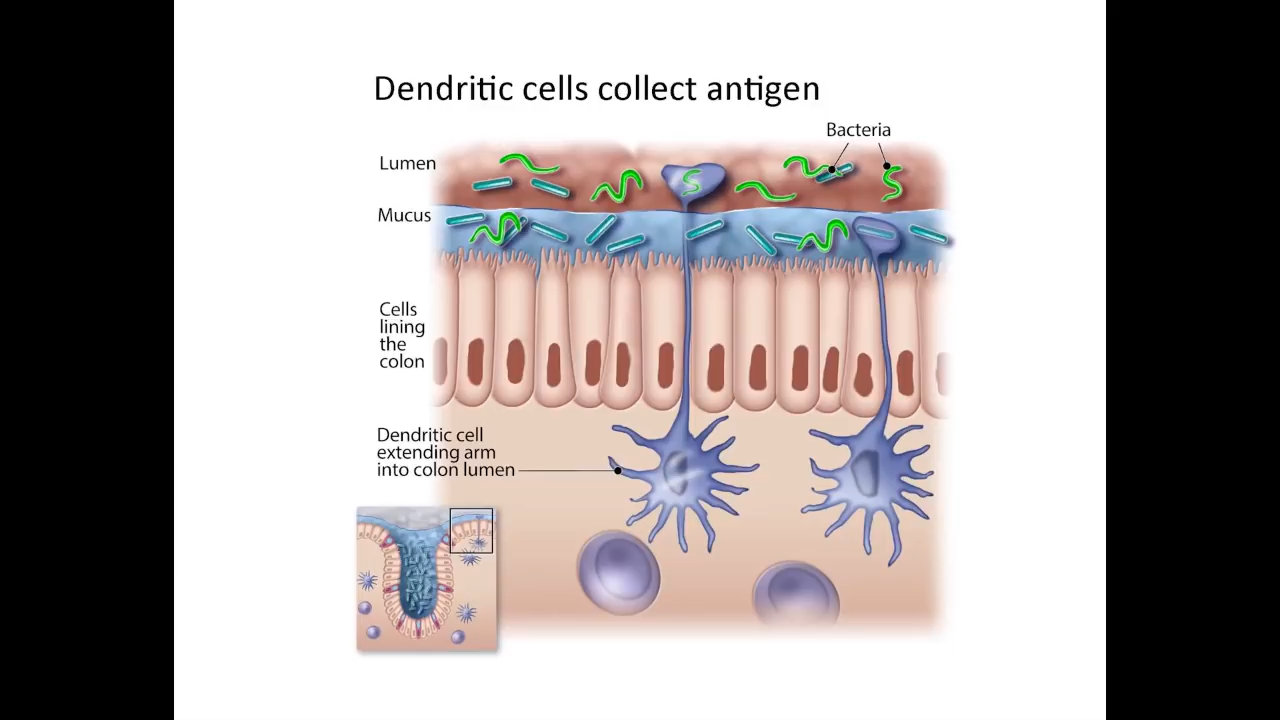 Dendritic cells collect antigen
Bacteria
Lumen
Mucus
Cells
lining
the
colon
Dendritic cell
extending arm
into colon lumen